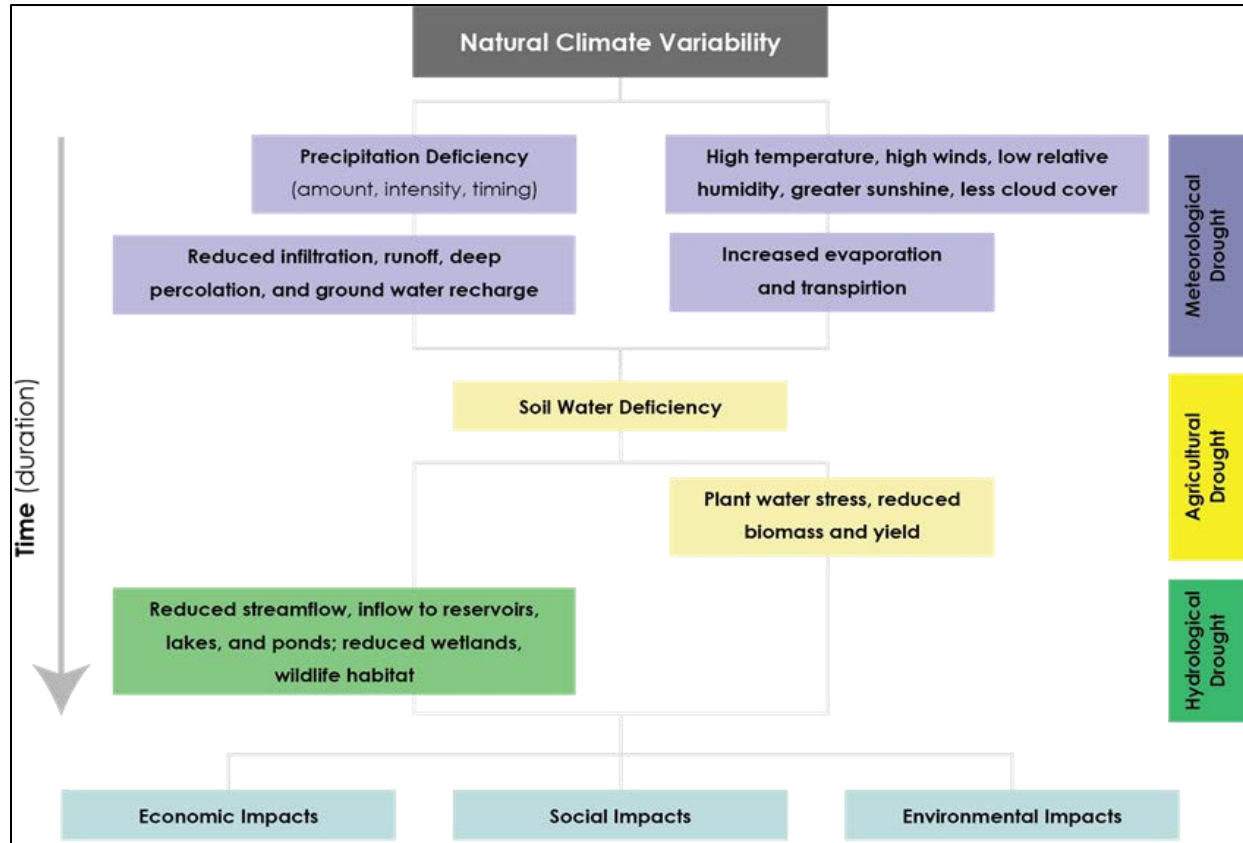 Natural Climate Variability
Precipitation Deficiency
(amount, intensity, timing)
High temperature, high winds, low relative
humidity, greater sunshine, less cloud cover
Reduced infiltration, runoff, deep
percolation, and ground water recharge
Increased evaporation
and transpirtion
Meteorological
Drought
Time (duration)
Soil Water Deficiency
Plant water stress, reduced
biomass and yield
Agricultural
Drought
Reduced streamflow, inflow to reservoirs,
lakes, and ponds; reduced wetlands,
wildlife habitat
Hydrological
Drought
Economic Impacts
Social Impacts
Environmental Impacts